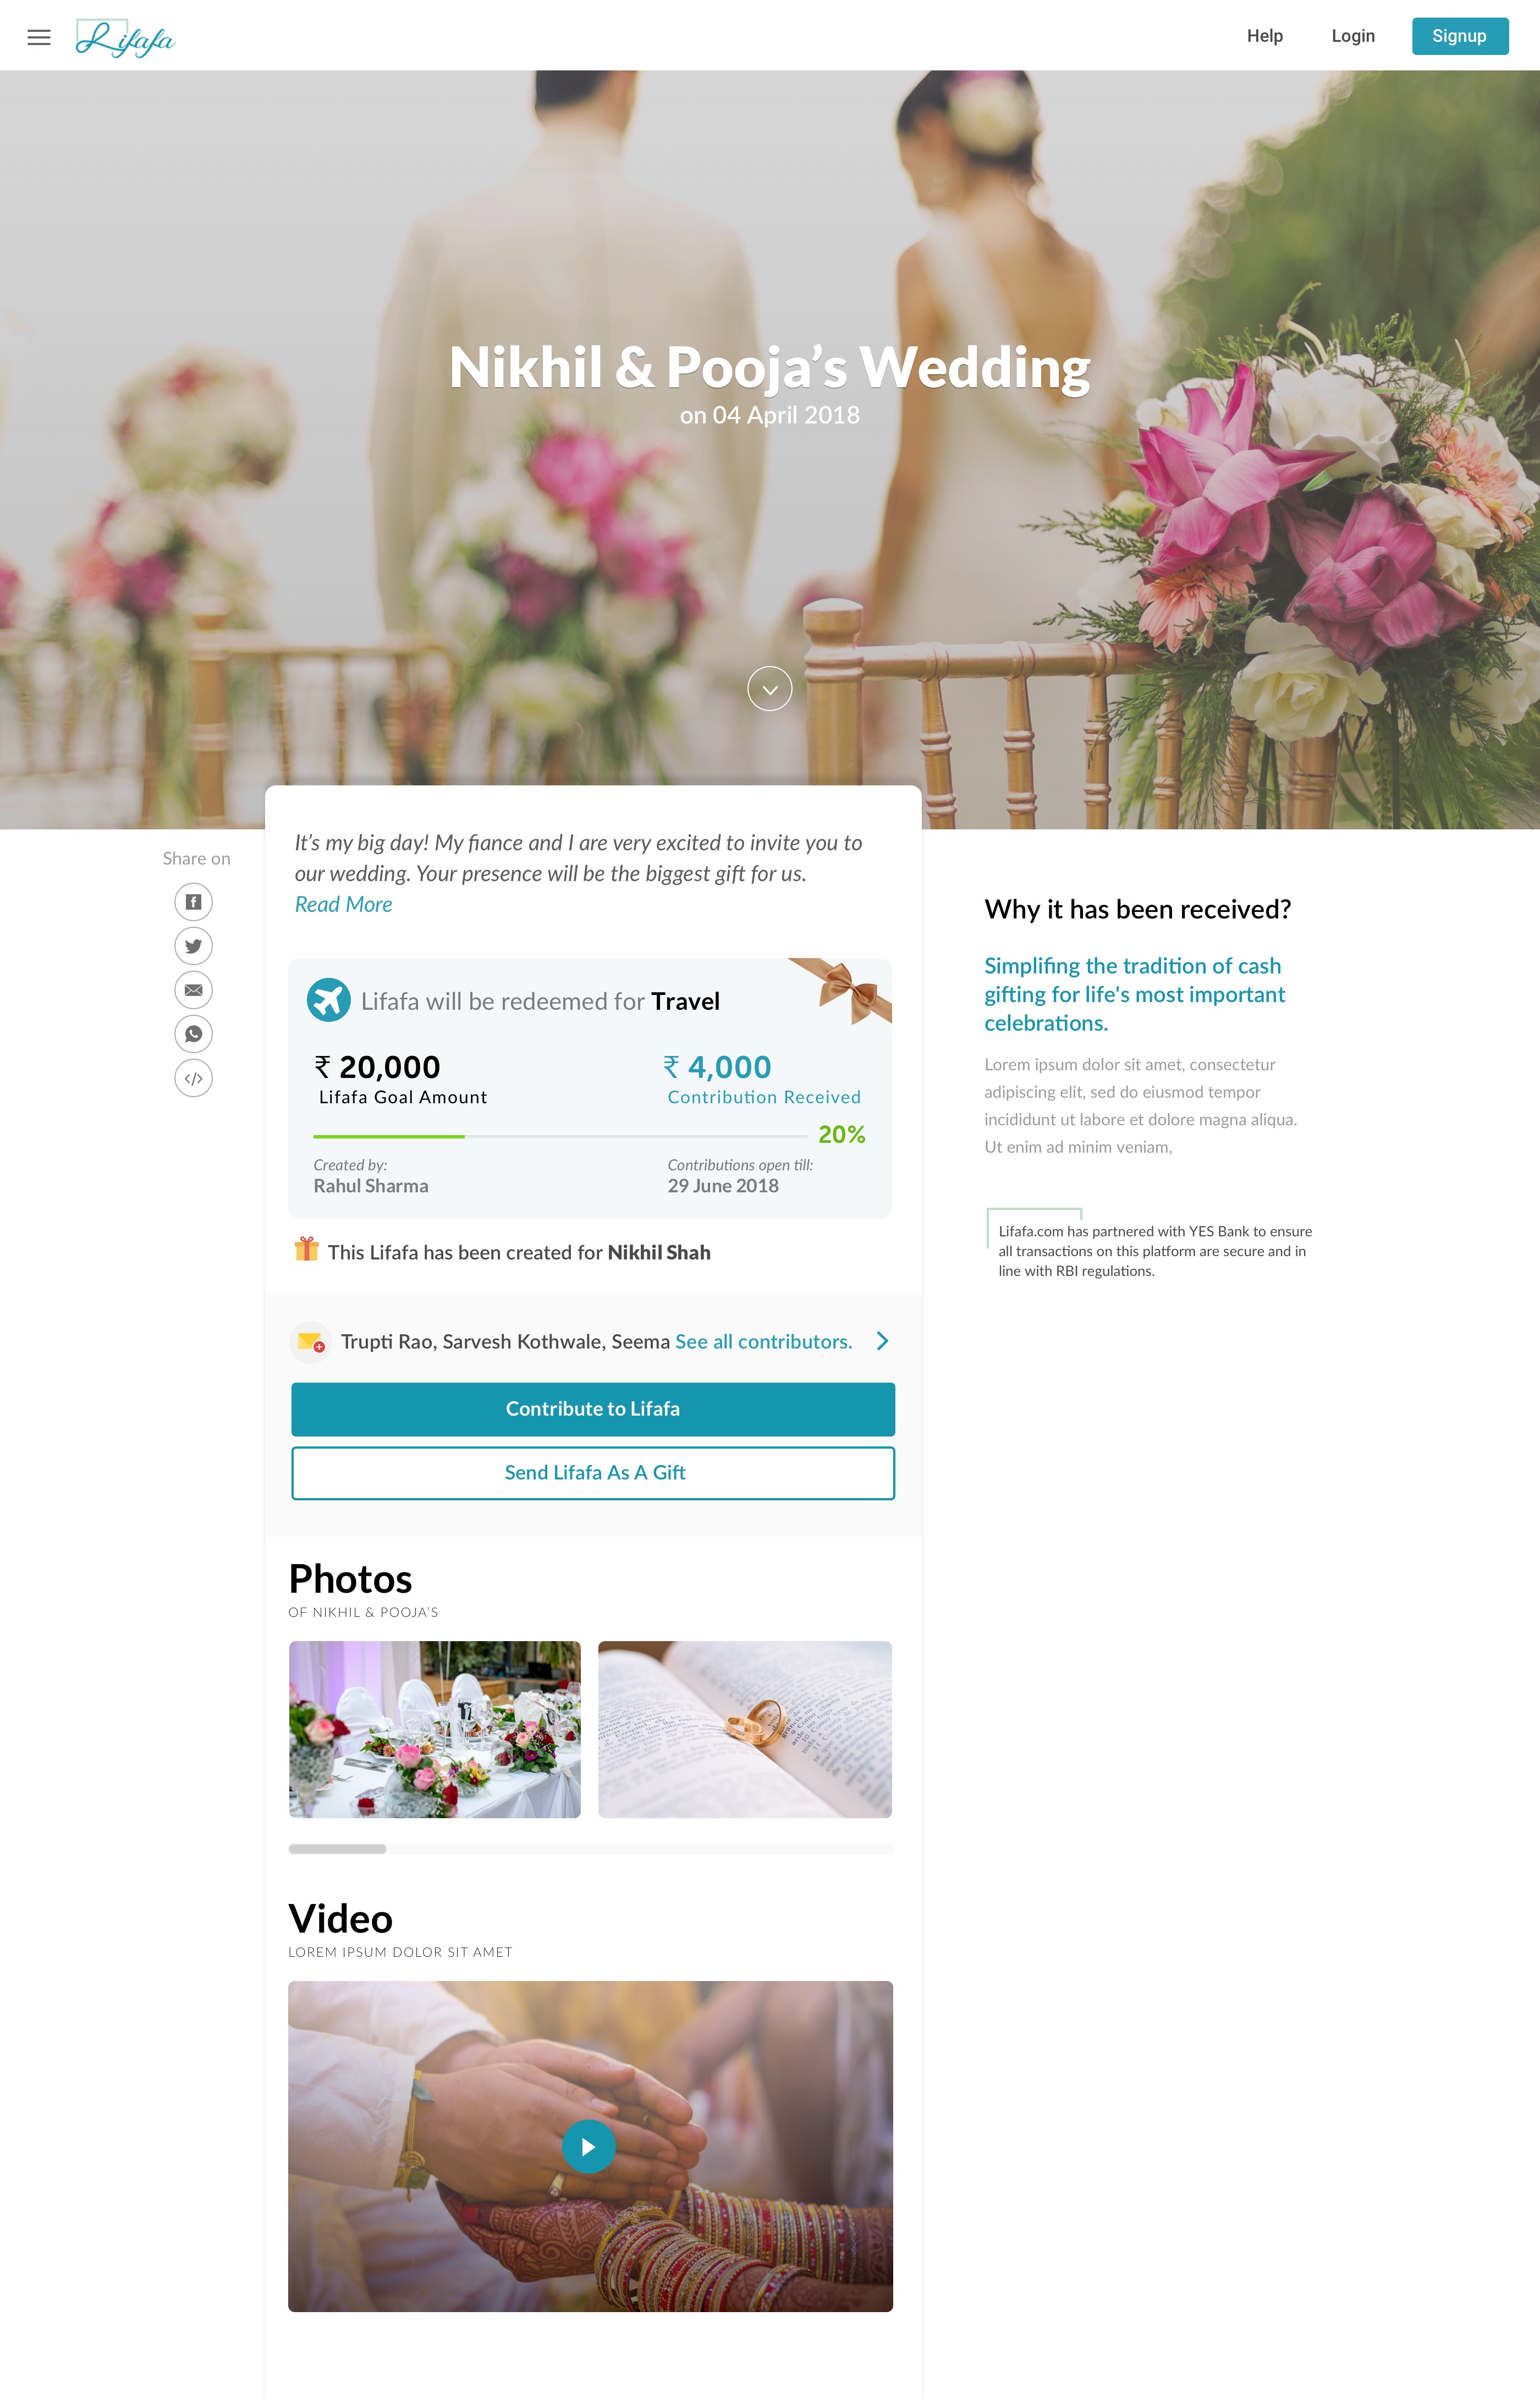 Lifafa
Help
Login
Signup
Nikhil & Pooja’s Wedding
on 04 April 2018
Share on
It’s my big day! My fiance and I are very excited to invite you to
our wedding. Your presence will be the biggest gift for us.
Read More
Lifafa will be redeemed for Travel
₹ 20,000
Lifafa Goal Amount
₹ 4,000
Contribution Received
20%
Created by:
Rahul Sharma
Contributions open till:
29 June 2018
This Lifafa has been created for Nikhil Shah
Trupti Rao, Sarvesh Kothwale, Seema See all contributors.
Contribute to Lifafa
Send Lifafa As A Gift
Why it has been received?
Simplifing the tradition of cash
gifting for life's most important
celebrations.
Lorem ipsum dolor sit amet, consectetur
adipiscing elit, sed do eiusmod tempor
incididunt ut labore et dolore magna aliqua.
Ut enim ad minim veniam,
Lifafa.com has partnered with YES Bank to ensure
all transactions on this platform are secure and in
line with RBI regulations.
Photos
OF NIKHIL & POOJA’S
Video
LOREM IPSUM DOLOR SIT AMET